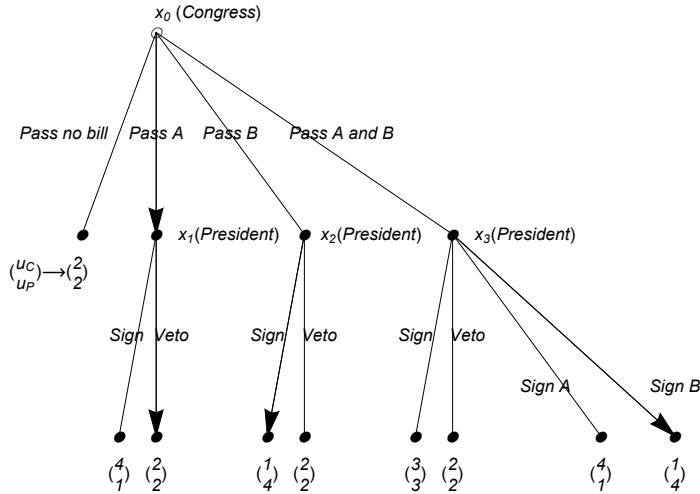 x0 (Congress)
Pass no bill Pass A Pass B Pass A and B
x1(President) x2(President) x3(President)
(uC uP)→(2 2)
Sign Veto Sign Veto Sign Veto
Sign A Sign B
(4 1) (2 2) (1 4) (2 2) (3 3) (2 2) (4 1) (1 4)